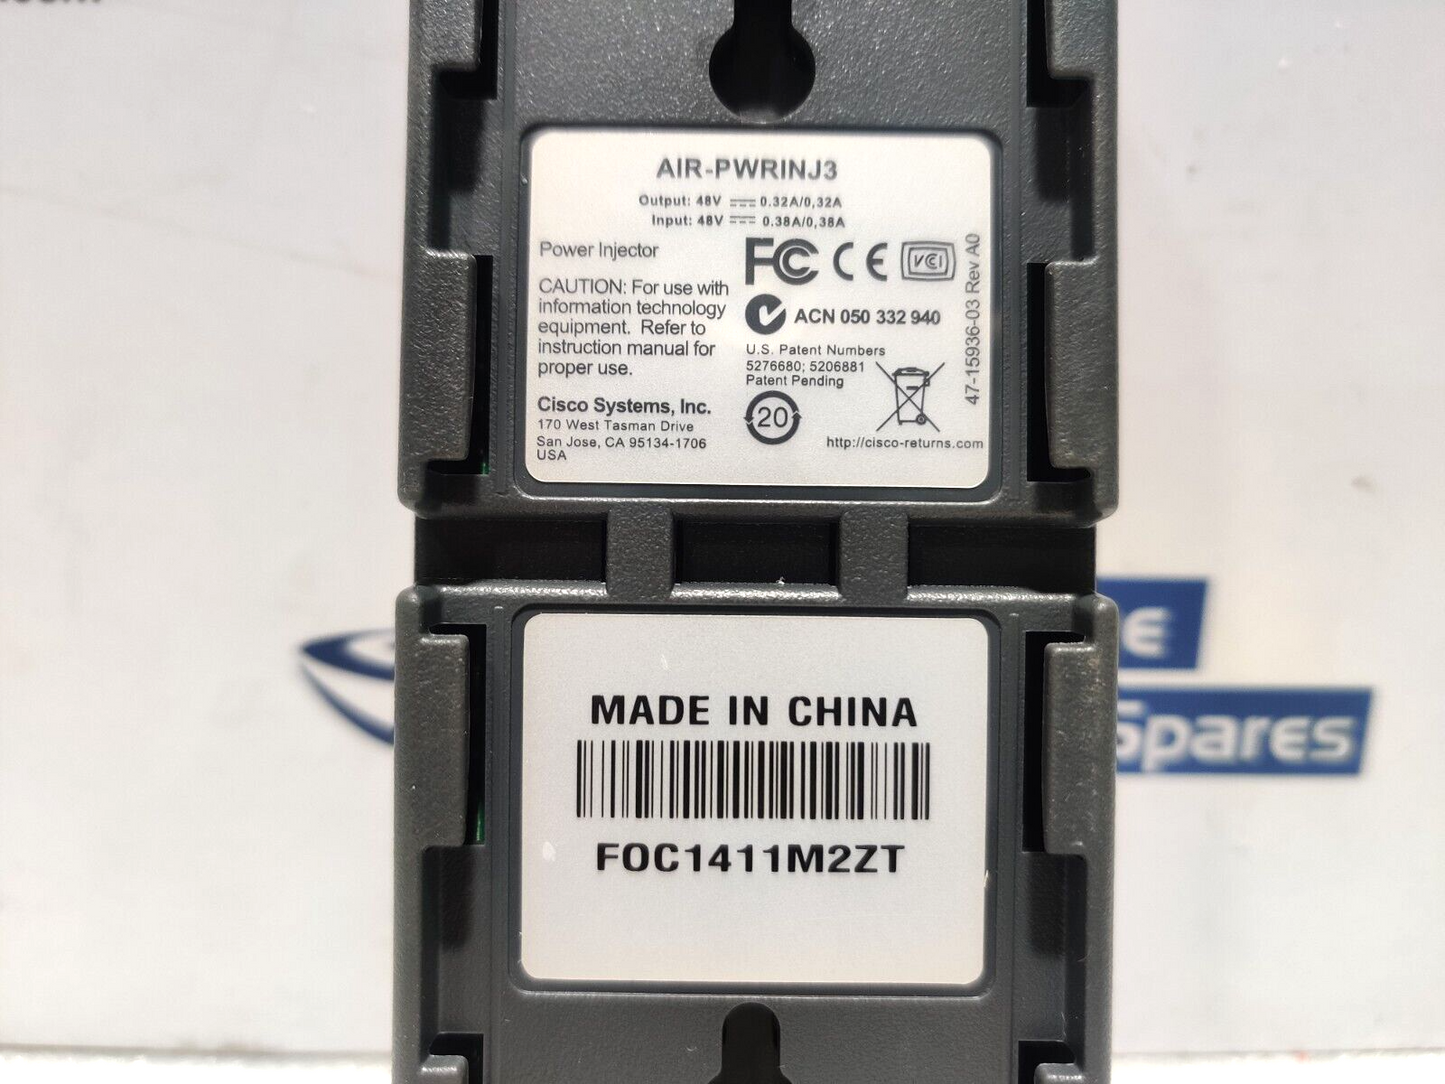 AIR-PWRINJ3
Output: 48V 0.32A/0,32A
Input: 48V 0.38A/0,38A
Power Injector
FC CE VCI
CAUTION: For use with
information technology
equipment. Refer to
instruction manual for
proper use.
ACN 050 332 940
U.S. Patent Numbers
5276680; 5206881
Patent Pending
20
Cisco Systems, Inc.
170 West Tasman Drive
San Jose, CA 95134-1706
USA
http://cisco-returns.com
47-15936-03 Rev A0
MADE IN CHINA
FOC1411M2ZT
Spares